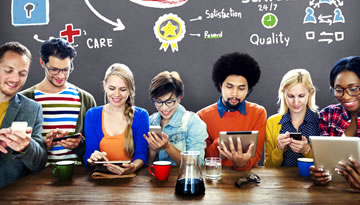 24/7
CARE
Satisfaction
Reward
Quality